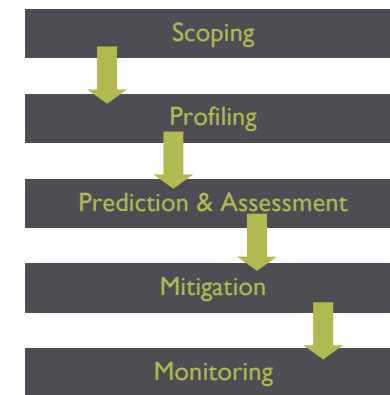 Scoping
Profiling
Prediction & Assessment
Mitigation
Monitoring